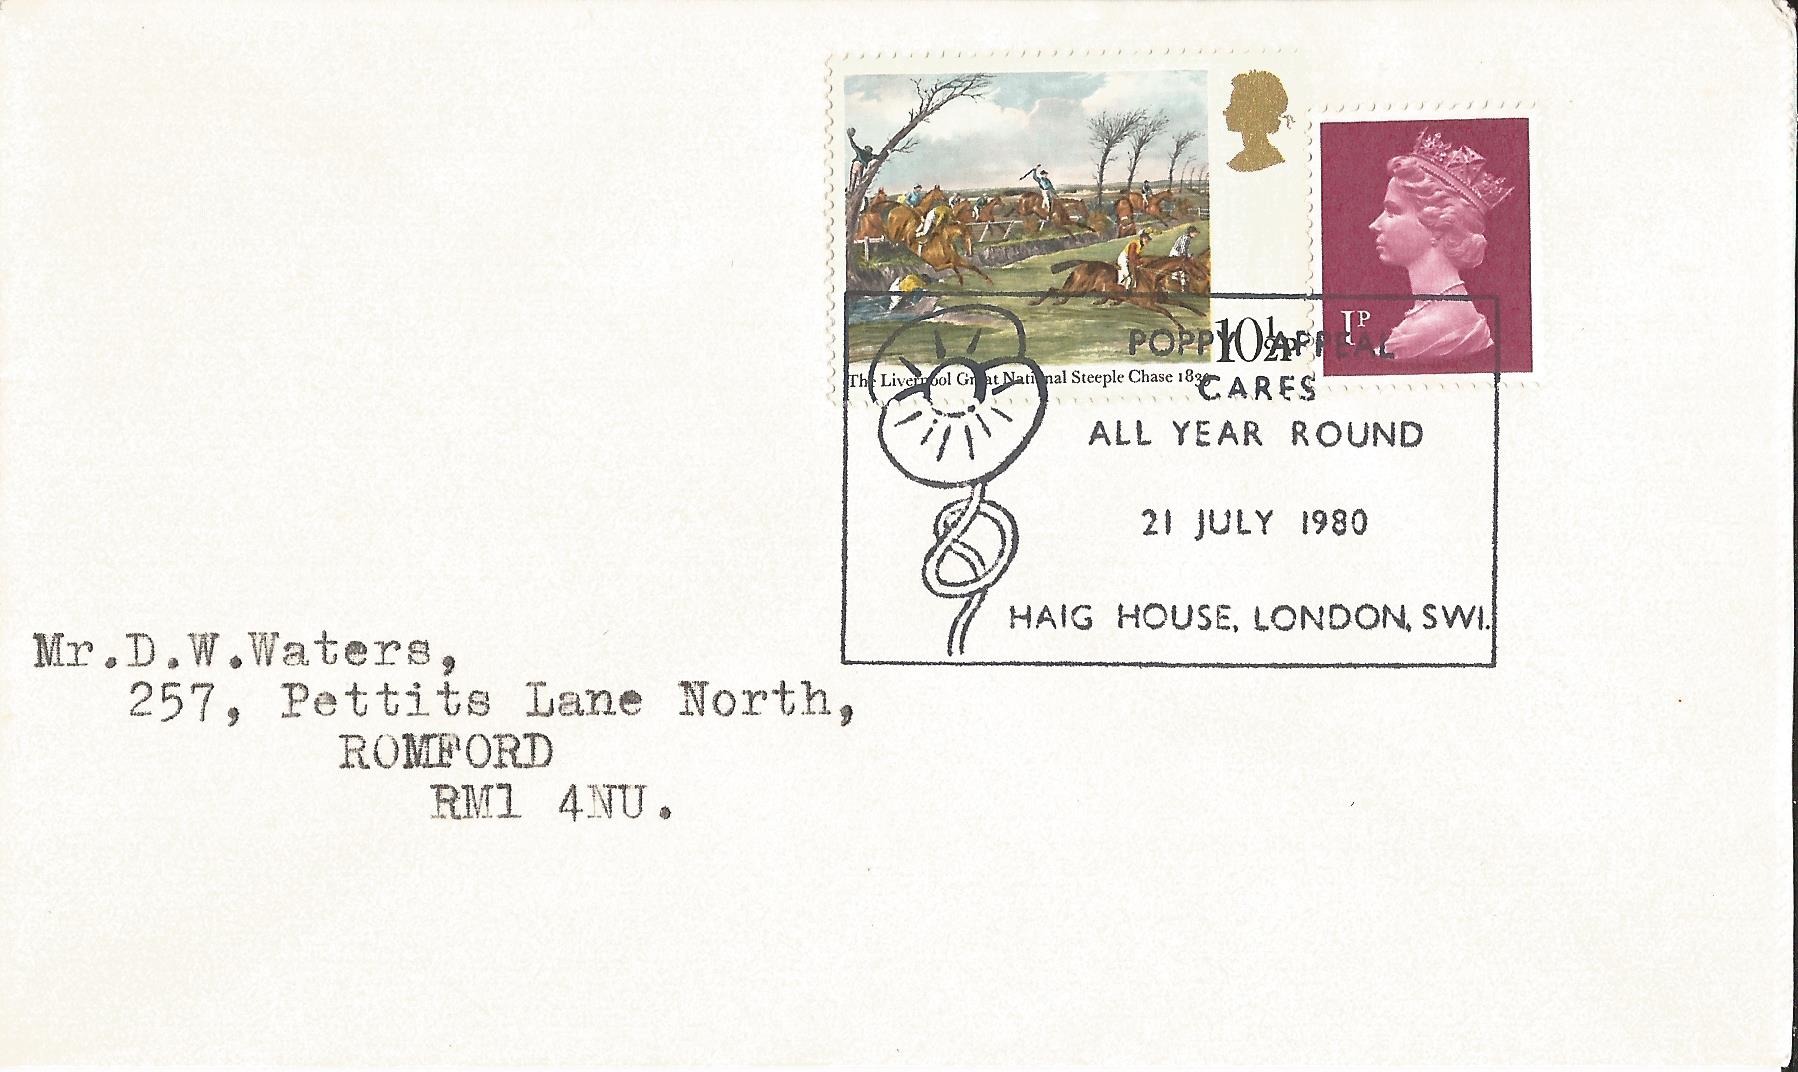 10½P
1P
The Liverpool Great National Steeple Chase 1839
POPPY APPEAL
CARES
ALL YEAR ROUND
21 JULY 1980
HAIG HOUSE, LONDON, SW1.
Mr.D.W.Waters,
257, Pettits Lane North,
ROMFORD
RM1 4NU.